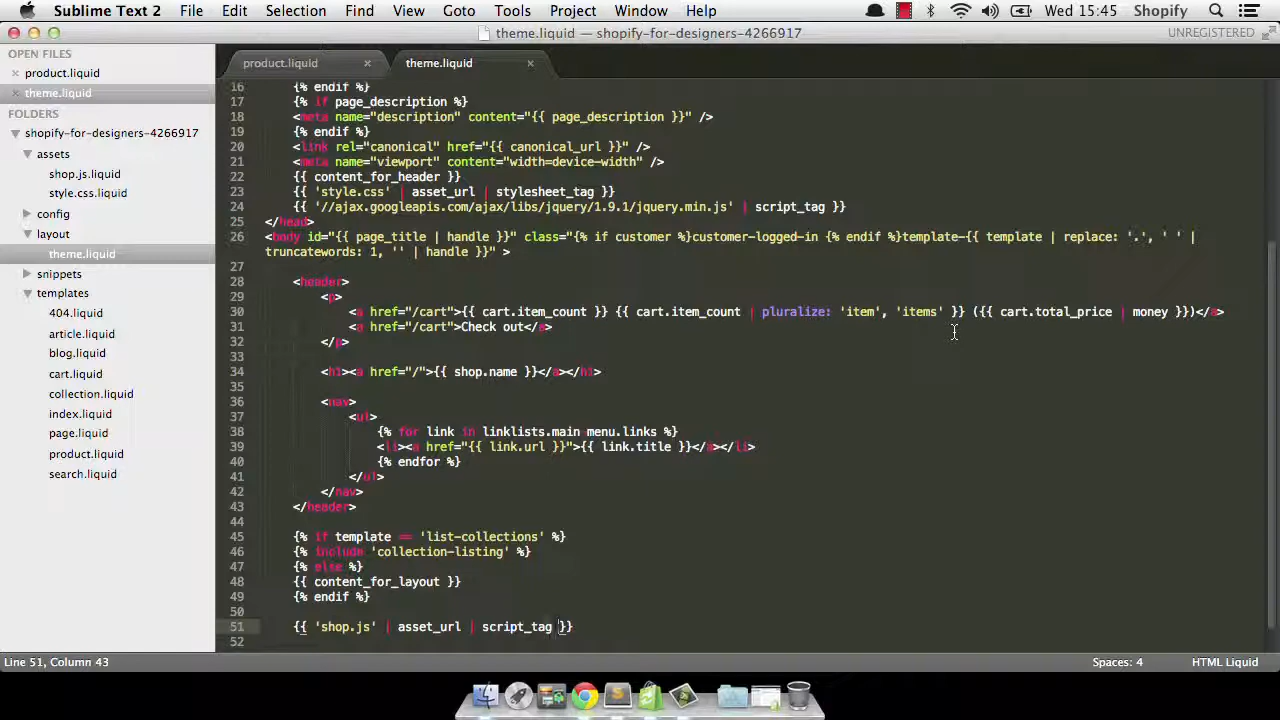 Sublime Text 2 File Edit Selection Find View Goto Tools Project Window Help Wed 15:45 Shopify
theme.liquid — shopify-for-designers-4266917 UNREGISTERED
OPEN FILES
product.liquid
theme.liquid
FOLDERS
shopify-for-designers-4266917
assets
shop.js.liquid
style.css.liquid
config
layout
theme.liquid
snippets
templates
404.liquid
article.liquid
blog.liquid
cart.liquid
collection.liquid
index.liquid
page.liquid
product.liquid
search.liquid
product.liquid theme.liquid
16 {% endif %}
17 {% if page_description %}
18 <meta name="description" content="{{ page_description }}" />
19 {% endif %}
20 <link rel="canonical" href="{{ canonical_url }}" />
21 <meta name="viewport" content="width=device-width" />
22 {{ content_for_header }}
23 {{ 'style.css' | asset_url | stylesheet_tag }}
24 {{ '//ajax.googleapis.com/ajax/libs/jquery/1.9.1/jquery.min.js' | script_tag }}
25 </head>
26 <body id="{{ page_title | handle }}" class="{% if customer %}customer-logged-in {% endif %}template-{{ template | replace: '.', ' ' |
truncatewords: 1, '' | handle }}" >
27
28 <header>
29 <p>
30 <a href="/cart">{{ cart.item_count }} {{ cart.item_count | pluralize: 'item', 'items' }} ({{ cart.total_price | money }})</a>
31 <a href="/cart">Check out</a>
32 </p>
33
34 <h1><a href="/">{{ shop.name }}</a></h1>
35
36 <nav>
37 <ul>
38 {% for link in linklists.main-menu.links %}
39 <li><a href="{{ link.url }}">{{ link.title }}</a></li>
40 {% endfor %}
41 </ul>
42 </nav>
43 </header>
44
45 {% if template == 'list-collections' %}
46 {% include 'collection-listing' %}
47 {% else %}
48 {{ content_for_layout }}
49 {% endif %}
50
51 {{ 'shop.js' | asset_url | script_tag }}
52
Line 51, Column 43 Spaces: 4 HTML Liquid